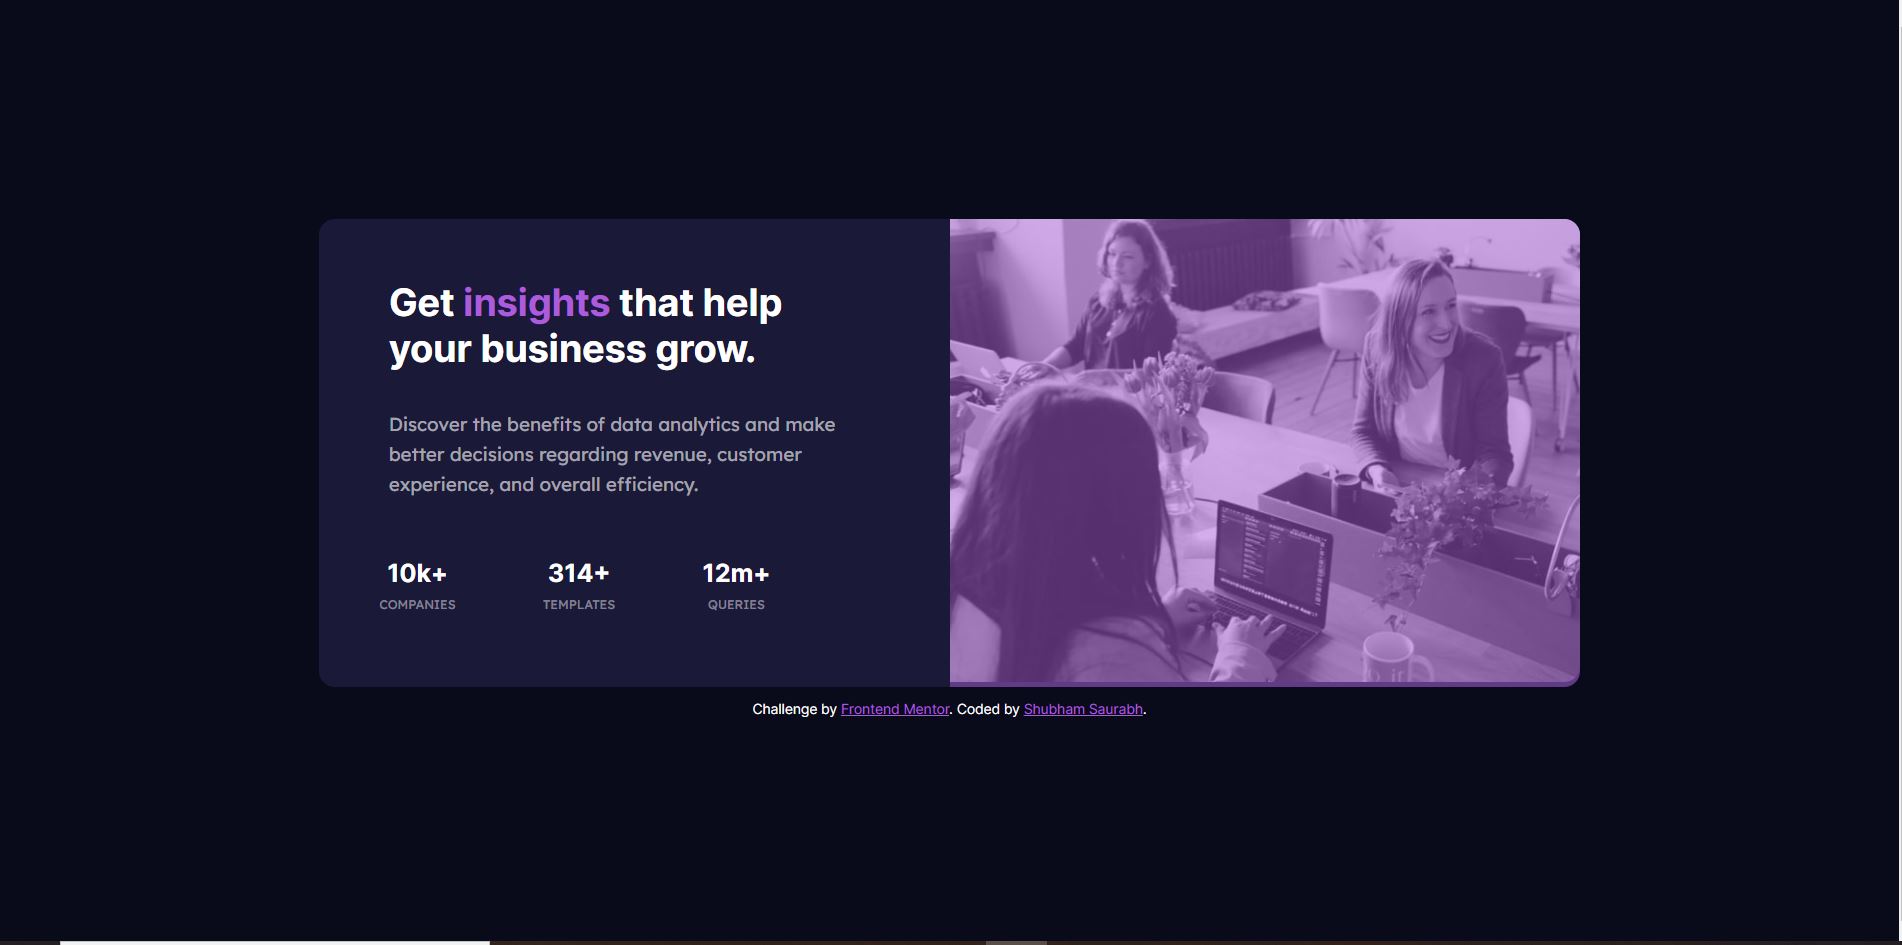 Get insights that help
your business grow.
Discover the benefits of data analytics and make
better decisions regarding revenue, customer
experience, and overall efficiency.
10k+ 314+ 12m+
COMPANIES TEMPLATES QUERIES
Challenge by Frontend Mentor. Coded by Shubham Saurabh.